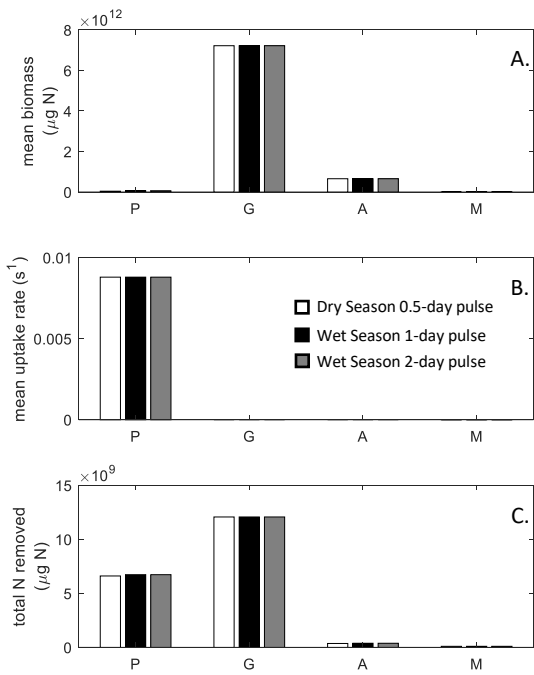 ×10¹²
8
6
4
2
0
mean biomass
(μg N)
A.
P G A M
0.01
0.005
0
mean uptake rate (s¹)
B.
Dry Season 0.5-day pulse
Wet Season 1-day pulse
Wet Season 2-day pulse
P G A M
×10⁹
15
10
5
0
total N removed
(μg N)
C.
P G A M